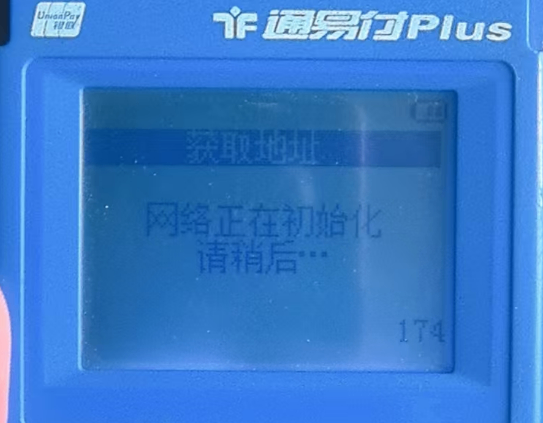 UnionPay
银联
通易付Plus
获取地址
网络正在初始化
请稍后…
174